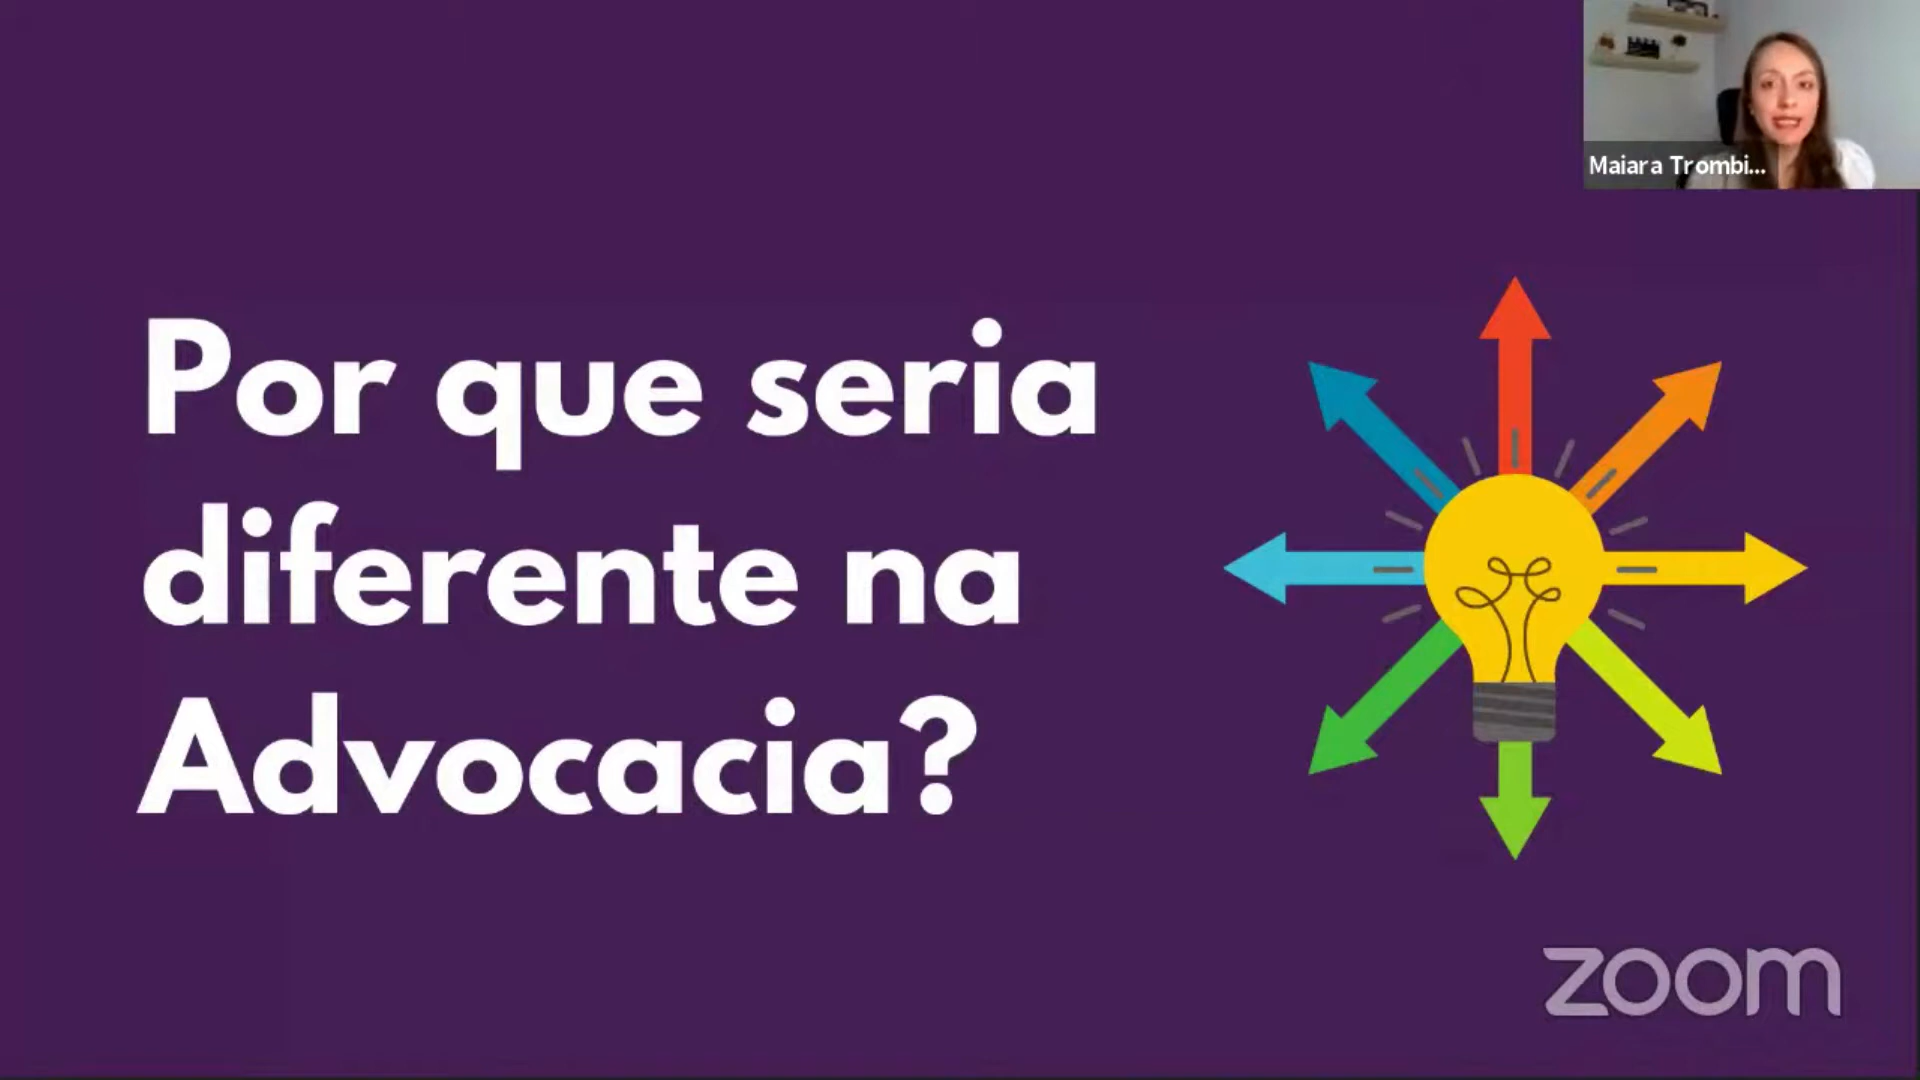 Maiara Trombi...
Por que seria
diferente na
Advocacia?
zoom